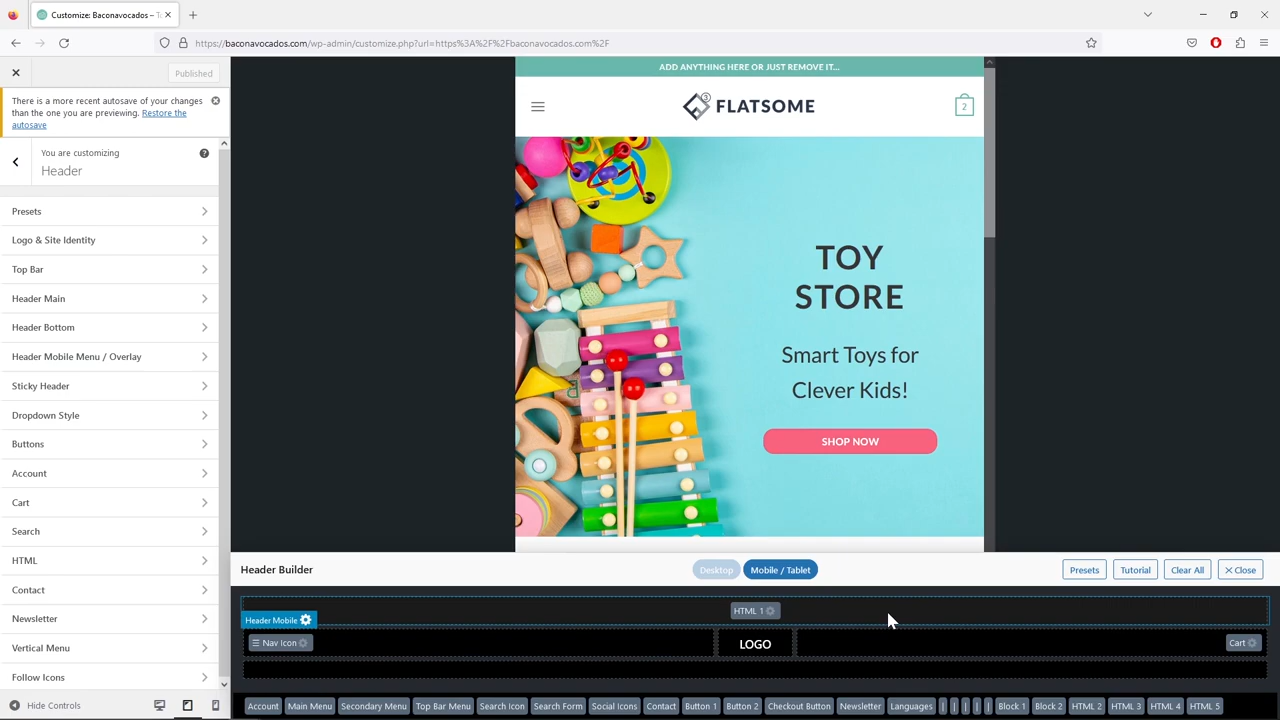 Customize: Baconavocados – To
https://baconavocados.com/wp-admin/customize.php?url=https%3A%2F%2Fbaconavocados.com%2F
Published
There is a more recent autosave of your changes
than the one you are previewing. Restore the
autosave
You are customizing
Header
Presets
Logo & Site Identity
Top Bar
Header Main
Header Bottom
Header Mobile Menu / Overlay
Sticky Header
Dropdown Style
Buttons
Account
Cart
Search
HTML
Contact
Newsletter
Vertical Menu
Follow Icons
Hide Controls
ADD ANYTHING HERE OR JUST REMOVE IT...
3 FLATSOME
2
TOY
STORE
Smart Toys for
Clever Kids!
SHOP NOW
Header Builder Desktop Mobile / Tablet Presets Tutorial Clear All Close
HTML 1
Header Mobile
Nav Icon LOGO Cart
Account Main Menu Secondary Menu Top Bar Menu Search Icon Search Form Social Icons Contact Button 1 Button 2 Checkout Button Newsletter Languages | | | | | Block 1 Block 2 HTML 2 HTML 3 HTML 4 HTML 5